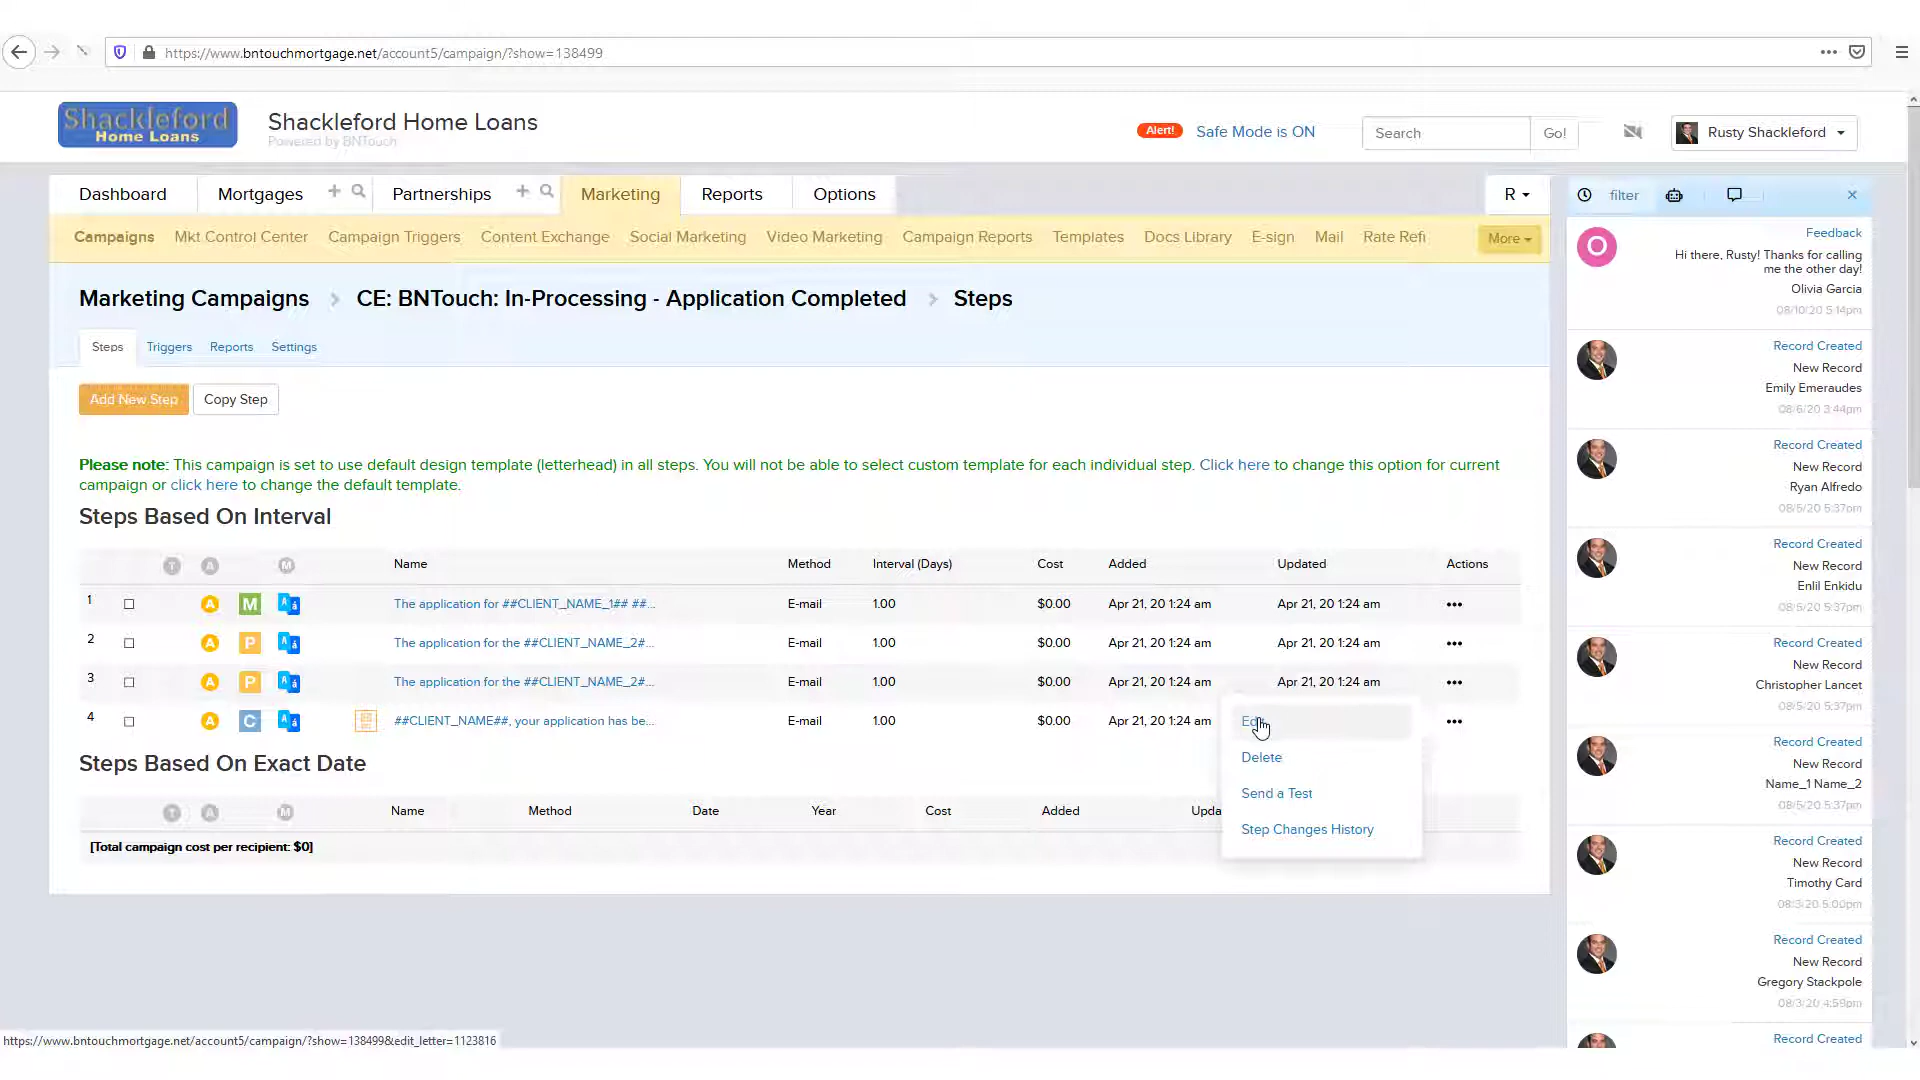 https://www.bntouchmortgage.net/account5/campaign/?show=138499
Shackleford
Home Loans
Shackleford Home Loans
Powered by BNTouch
Alert!
Safe Mode is ON
Search
Go!
Rusty Shackleford
Dashboard
Mortgages
Partnerships
Marketing
Reports
Options
R
filter
Campaigns
Mkt Control Center
Campaign Triggers
Content Exchange
Social Marketing
Video Marketing
Campaign Reports
Templates
Docs Library
E-sign
Mail
Rate Refi
More
Marketing Campaigns > CE: BNTouch: In-Processing - Application Completed > Steps
Steps
Triggers
Reports
Settings
Add New Step
Copy Step
Please note: This campaign is set to use default design template (letterhead) in all steps. You will not be able to select custom template for each individual step. Click here to change this option for current
campaign or click here to change the default template.
Steps Based On Interval
T A M Name Method Interval (Days) Cost Added Updated Actions
1 A M The application for ##CLIENT_NAME_1## ##... E-mail 1.00 $0.00 Apr 21, 20 1:24 am Apr 21, 20 1:24 am
2 A P The application for the ##CLIENT_NAME_2#... E-mail 1.00 $0.00 Apr 21, 20 1:24 am Apr 21, 20 1:24 am
3 A P The application for the ##CLIENT_NAME_2#... E-mail 1.00 $0.00 Apr 21, 20 1:24 am Apr 21, 20 1:24 am
4 A C ##CLIENT_NAME##, your application has be... E-mail 1.00 $0.00 Apr 21, 20 1:24 am
Edit
Delete
Send a Test
Step Changes History
Steps Based On Exact Date
T A M Name Method Date Year Cost Added Upda
[Total campaign cost per recipient: $0]
O
Feedback
Hi there, Rusty! Thanks for calling
me the other day!
Olivia Garcia
08/10/20 5:14pm
Record Created
New Record
Emily Emeraudes
08/6/20 3:44pm
Record Created
New Record
Ryan Alfredo
08/5/20 5:37pm
Record Created
New Record
Enlil Enkidu
08/5/20 5:37pm
Record Created
New Record
Christopher Lancet
08/5/20 5:37pm
Record Created
New Record
Name_1 Name_2
08/5/20 5:37pm
Record Created
New Record
Timothy Card
08/3/20 5:00pm
Record Created
New Record
Gregory Stackpole
08/3/20 4:59pm
Record Created
https://www.bntouchmortgage.net/account5/campaign/?show=138499&edit_letter=1123816